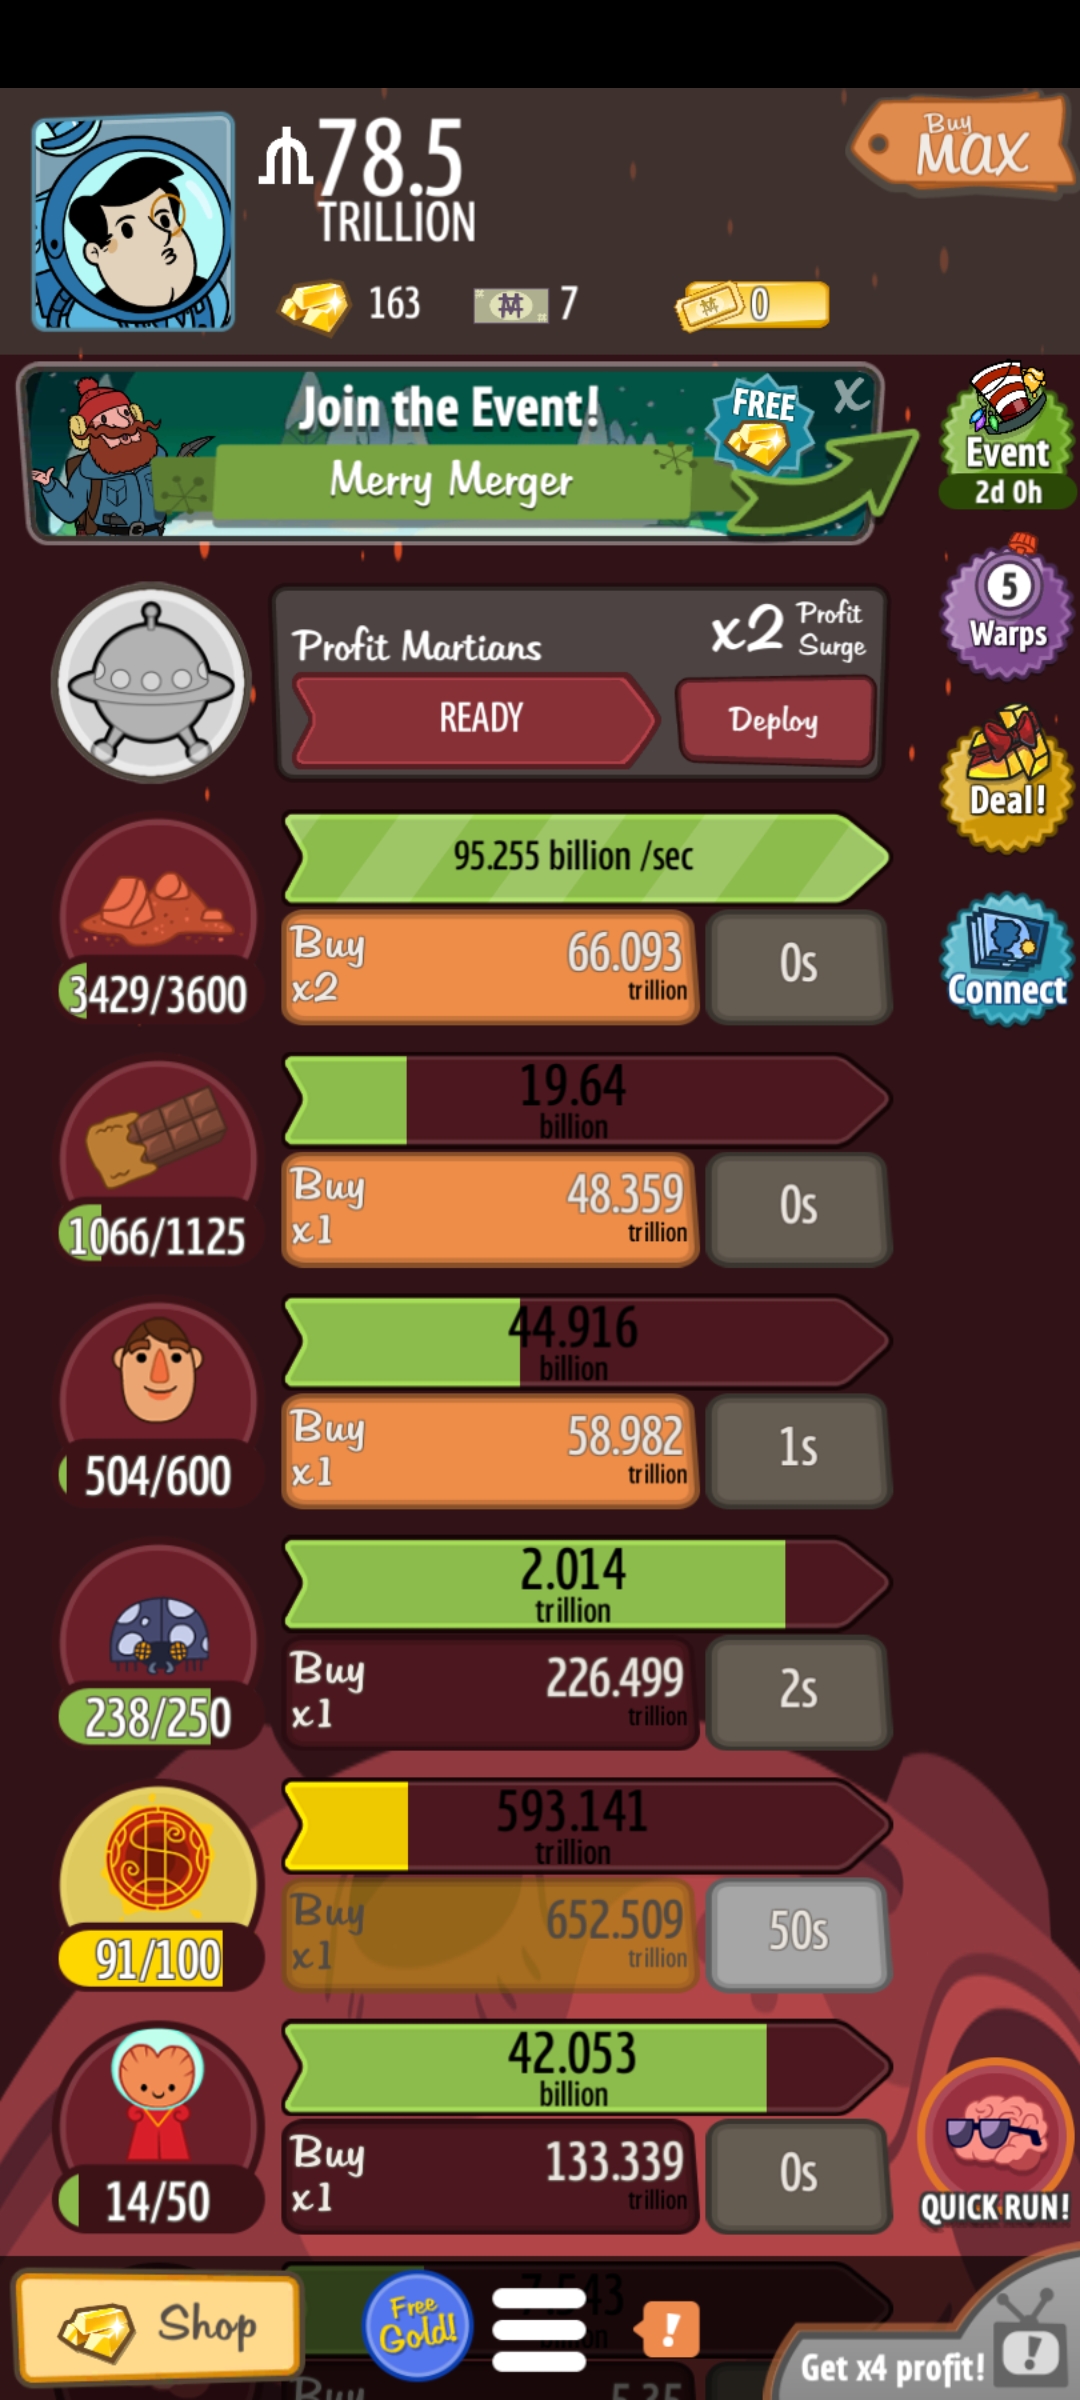 78.5
TRILLION
Buy
MAX
163
7
0
Join the Event!
FREE
X
Merry Merger
Event
2d 0h
5
Warps
Profit Martians
x2 Profit Surge
READY
Deploy
Deal!
95.255 billion /sec
Buy x2
66.093 trillion
0s
3429/3600
Connect
19.64
billion
Buy x1
48.359 trillion
0s
1066/1125
44.916
billion
Buy x1
58.982 trillion
1s
504/600
2.014
trillion
Buy x1
226.499 trillion
2s
238/250
593.141
trillion
Buy x1
652.509 trillion
50s
91/100
42.053
billion
Buy x1
133.339 trillion
0s
14/50
QUICK RUN!
Shop
Free Gold!
!
Get x4 profit!
!
Buy
5.35